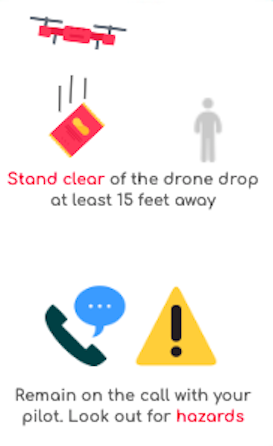 Stand clear of the drone drop
at least 15 feet away
Remain on the call with your
pilot. Look out for hazards